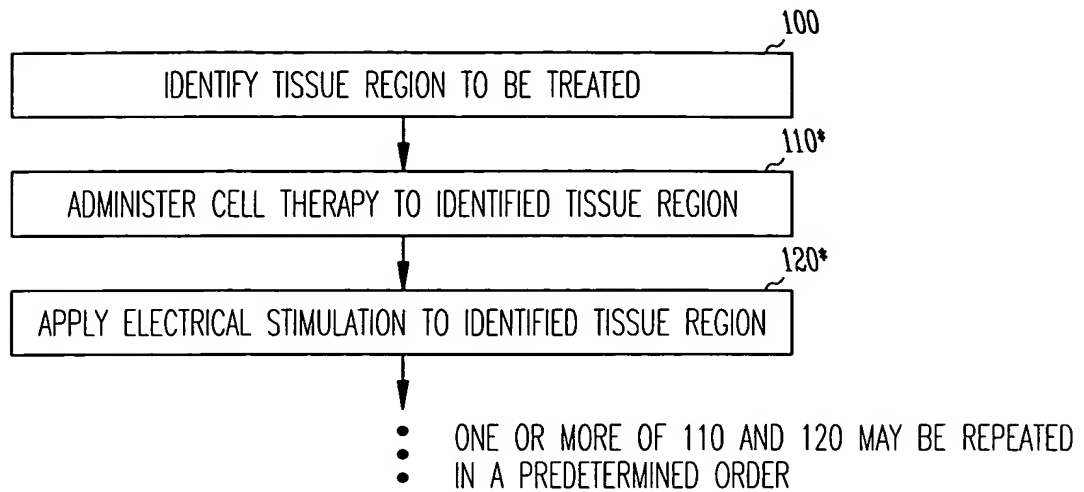 100
IDENTIFY TISSUE REGION TO BE TREATED
110*
ADMINISTER CELL THERAPY TO IDENTIFIED TISSUE REGION
120*
APPLY ELECTRICAL STIMULATION TO IDENTIFIED TISSUE REGION
ONE OR MORE OF 110 AND 120 MAY BE REPEATED
IN A PREDETERMINED ORDER